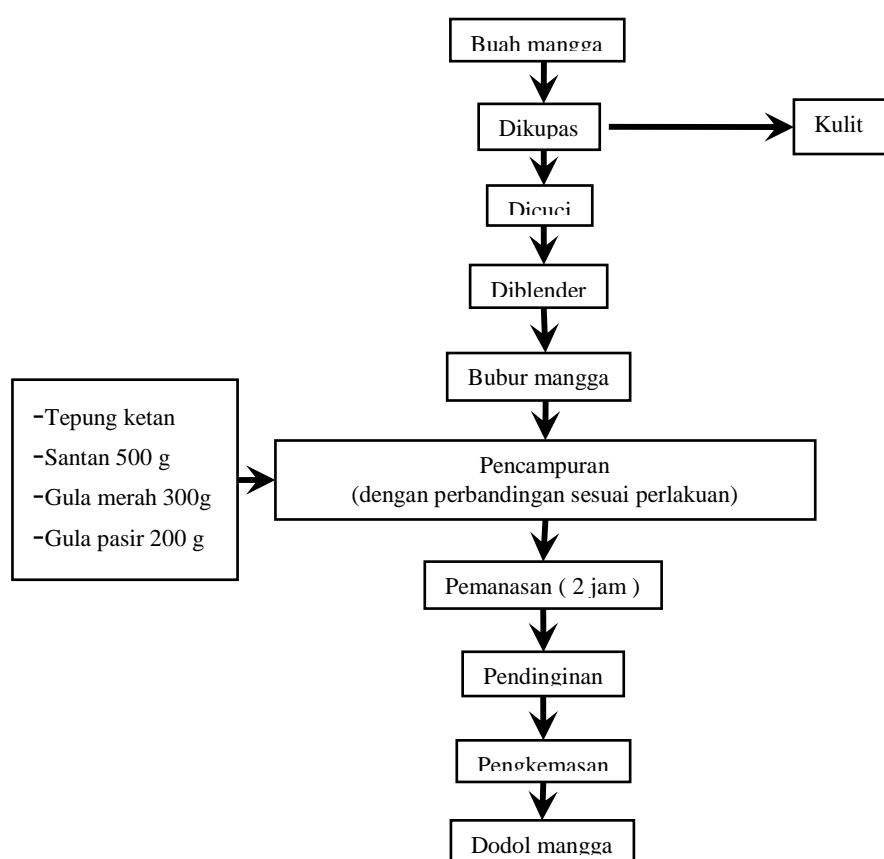 Buah mangga
Dikupas
Kulit
Dicuci
Diblender
Bubur mangga
-Tepung ketan
-Santan 500 g
-Gula merah 300g
-Gula pasir 200 g
Pencampuran
(dengan perbandingan sesuai perlakuan)
Pemanasan ( 2 jam )
Pendinginan
Pengkemasan
Dodol mangga